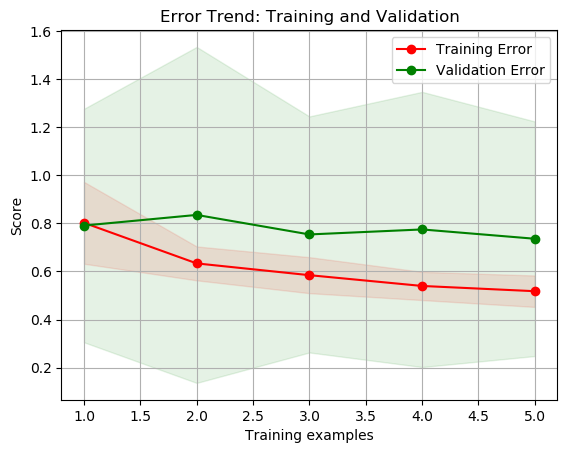 Error Trend: Training and Validation
Training Error
Validation Error
Score
1.6
1.4
1.2
1.0
0.8
0.6
0.4
0.2
1.0 1.5 2.0 2.5 3.0 3.5 4.0 4.5 5.0
Training examples